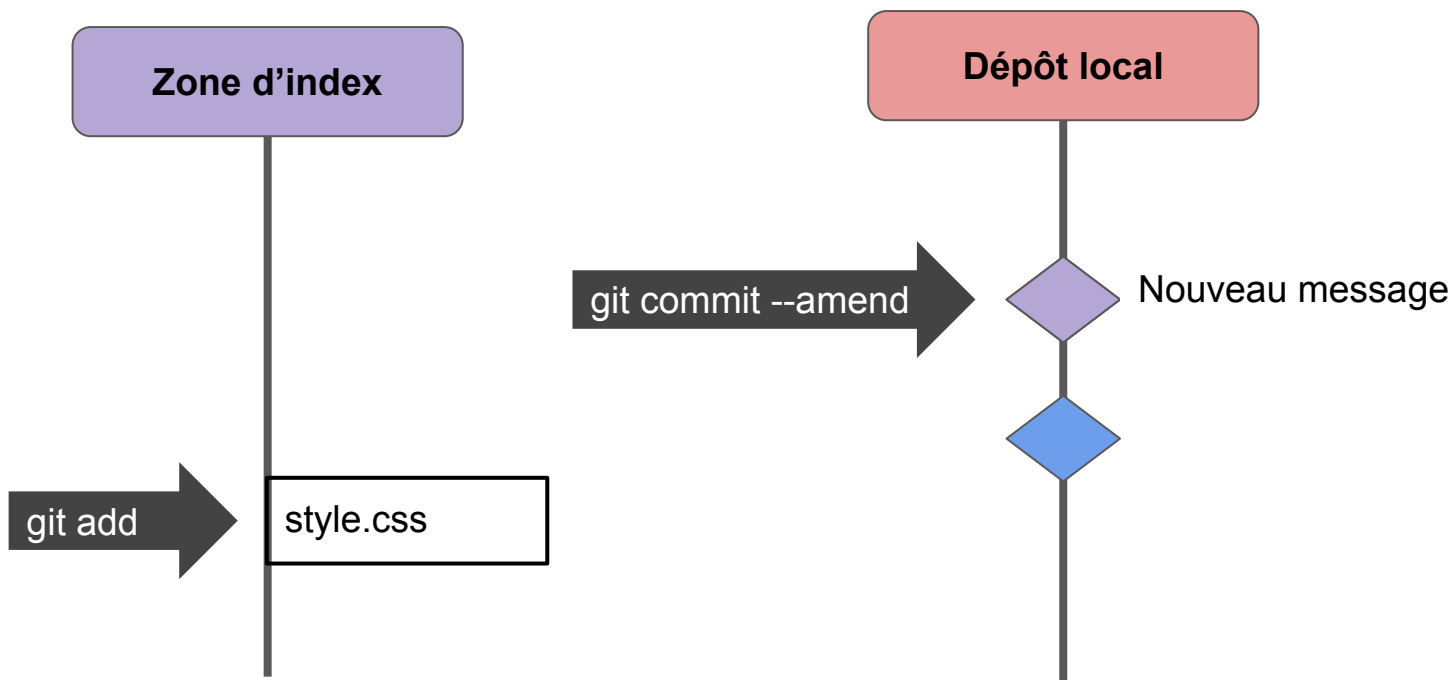 Zone d’index
Dépôt local
git commit --amend
Nouveau message
git add
style.css